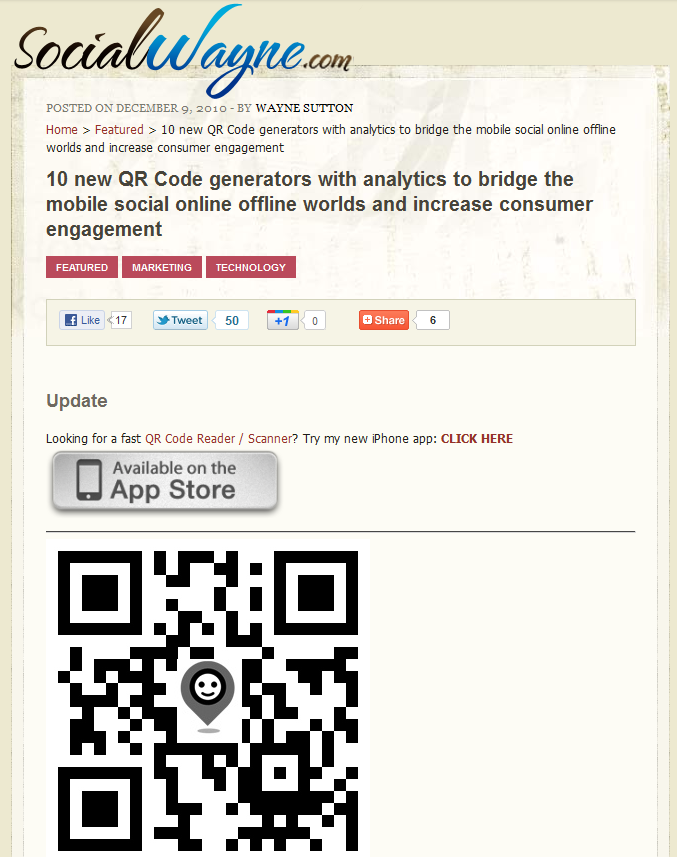 SocialWayne.com
POSTED ON DECEMBER 9, 2010 - BY WAYNE SUTTON
Home > Featured > 10 new QR Code generators with analytics to bridge the mobile social online offline
worlds and increase consumer engagement
10 new QR Code generators with analytics to bridge the
mobile social online offline worlds and increase consumer
engagement
FEATURED MARKETING TECHNOLOGY
Like 17 Tweet 50 +1 0 Share 6
Update
Looking for a fast QR Code Reader / Scanner? Try my new iPhone app: CLICK HERE
Available on the
App Store